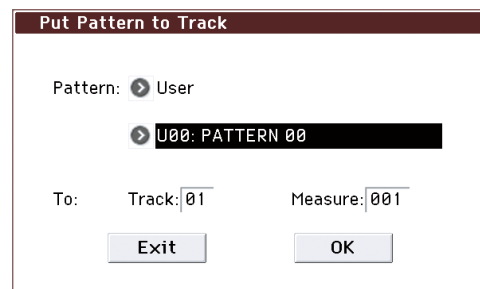 Put Pattern to Track
Pattern: User
U00: PATTERN 00
To: Track: 01 Measure: 001
Exit OK